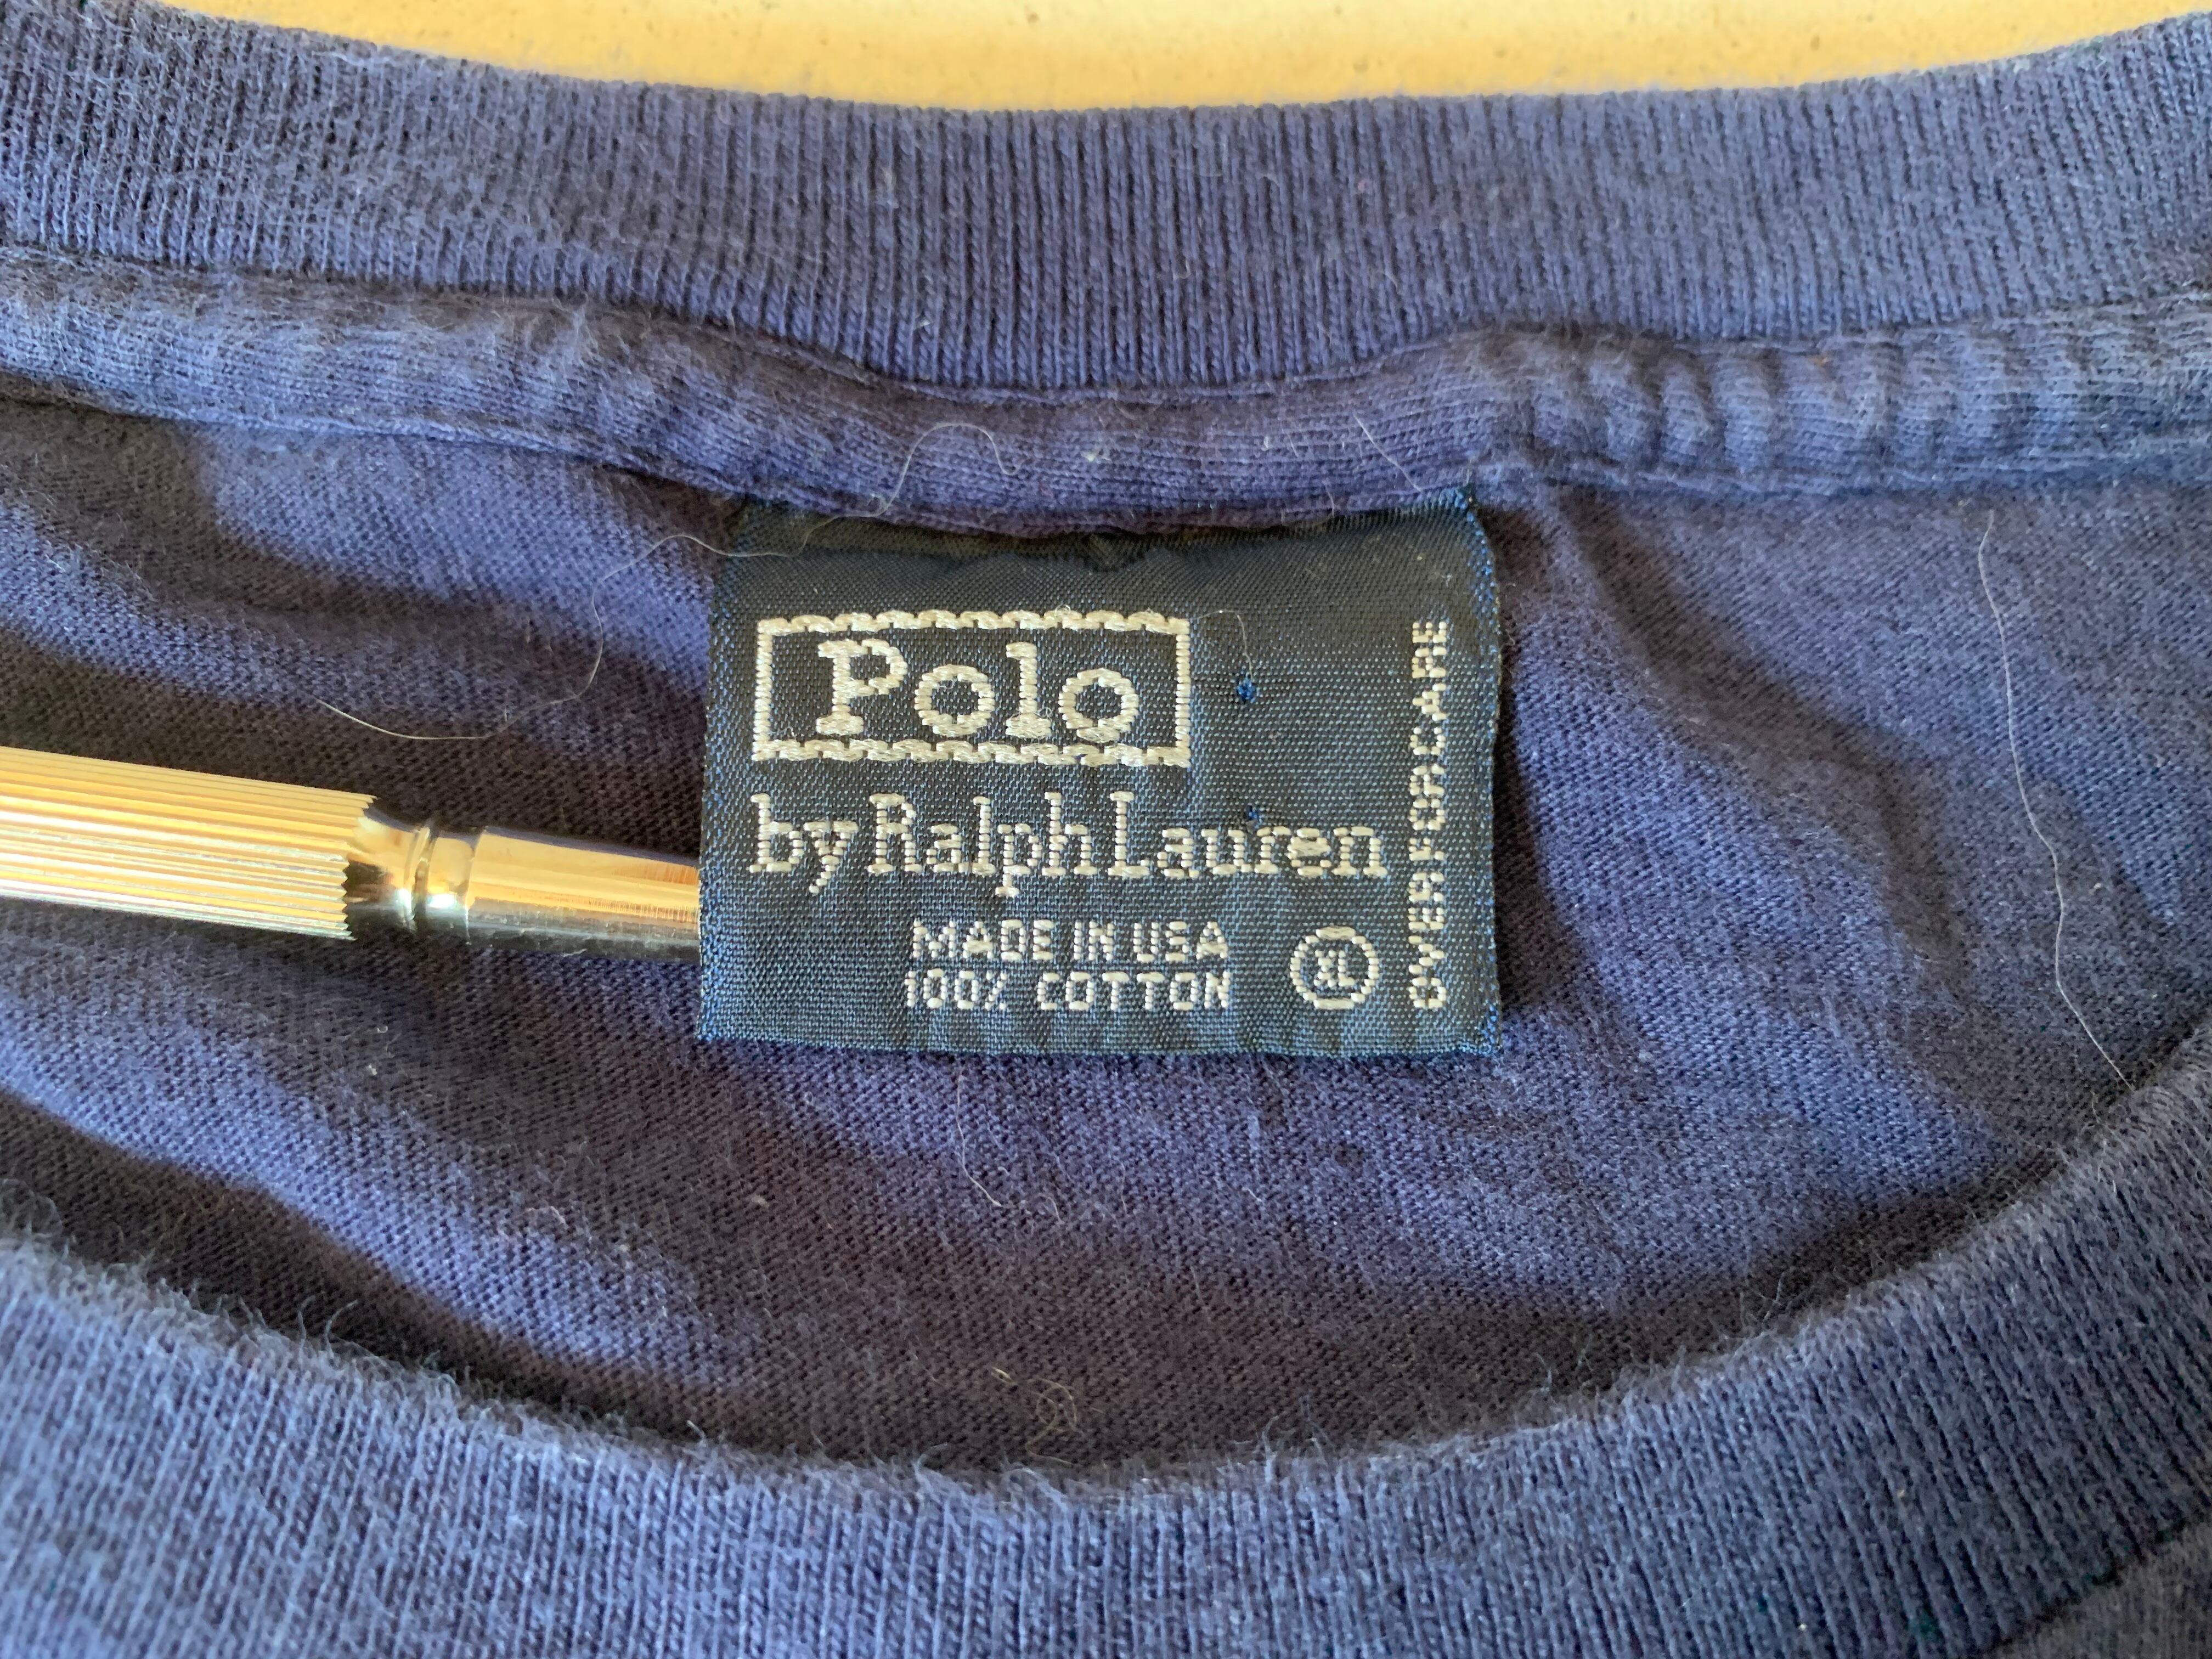 Polo
by Ralph Lauren
MADE IN USA
100% COTTON
XL
OVER FOR CARE